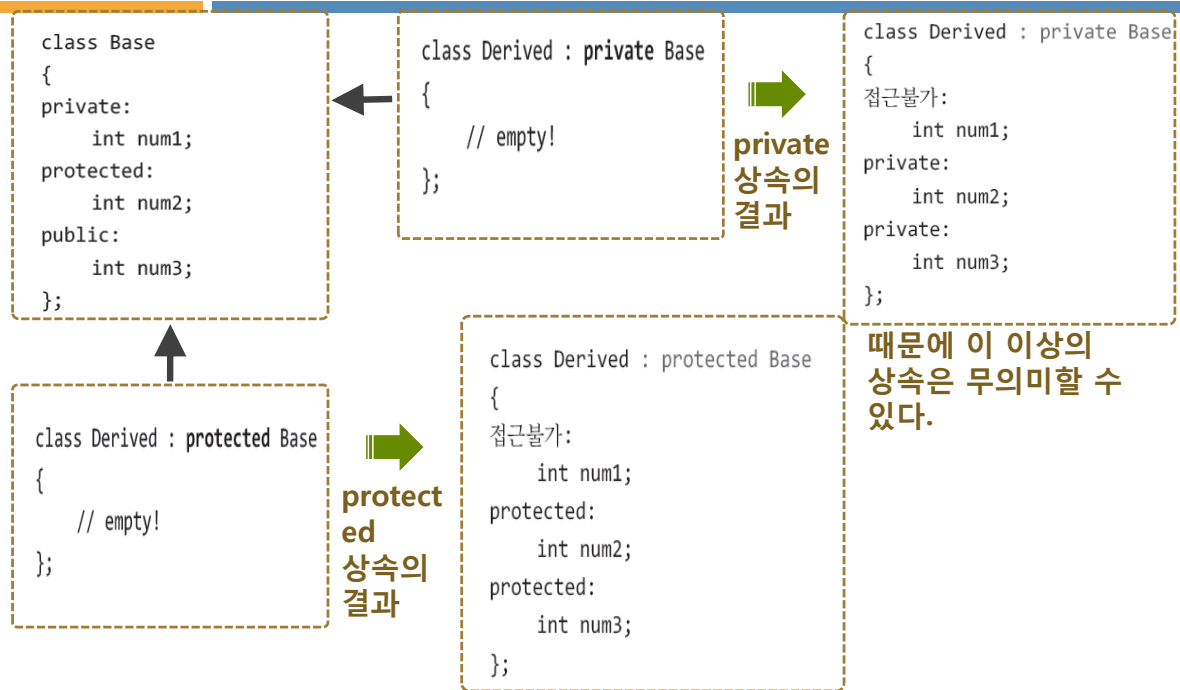 class Base
{
private:
int num1;
protected:
int num2;
public:
int num3;
};
class Derived : private Base
{
// empty!
};
private
상속의
결과
class Derived : private Base
{
접근불가:
int num1;
private:
int num2;
private:
int num3;
};
때문에 이 이상의
상속은 무의미할 수
있다.
class Derived : protected Base
{
// empty!
};
protect
ed
상속의
결과
class Derived : protected Base
{
접근불가:
int num1;
protected:
int num2;
protected:
int num3;
};